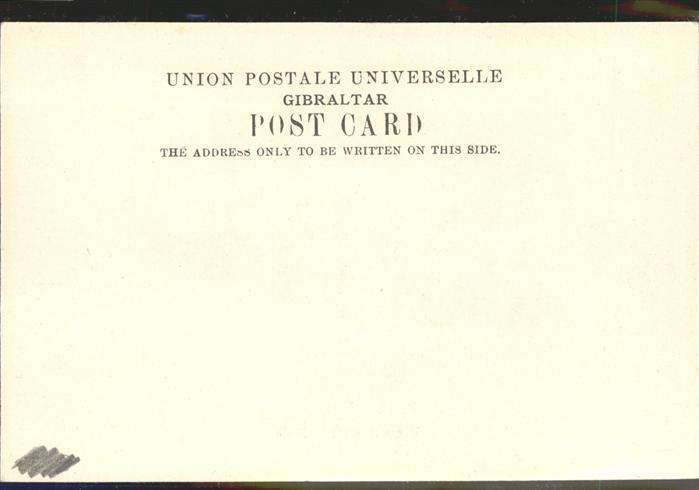 UNION POSTALE UNIVERSELLE
GIBRALTAR
POST CARD
THE ADDRESS ONLY TO BE WRITTEN ON THIS SIDE.